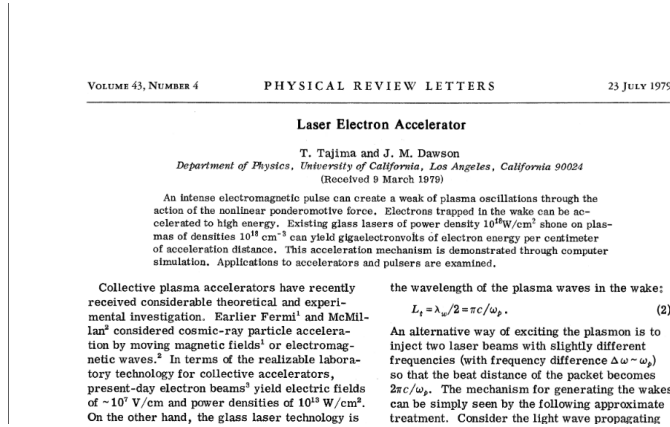 VOLUME 43, NUMBER 4 PHYSICAL REVIEW LETTERS 23 JULY 1979
Laser Electron Accelerator
T. Tajima and J. M. Dawson
Department of Physics, University of California, Los Angeles, California 90024
(Received 9 March 1979)
An intense electromagnetic pulse can create a weak of plasma oscillations through the
action of the nonlinear ponderomotive force. Electrons trapped in the wake can be ac-
celerated to high energy. Existing glass lasers of power density 10¹⁸W/cm² shone on plas-
mas of densities 10¹⁸ cm⁻³ can yield gigaelectronvolts of electron energy per centimeter
of acceleration distance. This acceleration mechanism is demonstrated through computer
simulation. Applications to accelerators and pulsers are examined.
Collective plasma accelerators have recently
received considerable theoretical and experi-
mental investigation. Earlier Fermi¹ and McMil-
lan² considered cosmic-ray particle accelera-
tion by moving magnetic fields¹ or electromag-
netic waves.² In terms of the realizable labora-
tory technology for collective accelerators,
present-day electron beams³ yield electric fields
of ~10⁷ V/cm and power densities of 10¹³ W/cm².
On the other hand, the glass laser technology is
the wavelength of the plasma waves in the wake:
Lₜ = λ_w/2 = πc/ω_p. (2)
An alternative way of exciting the plasmon is to
inject two laser beams with slightly different
frequencies (with frequency difference Δω ~ ω_p)
so that the beat distance of the packet becomes
2πc/ω_p. The mechanism for generating the wakes
can be simply seen by the following approximate
treatment. Consider the light wave propagating